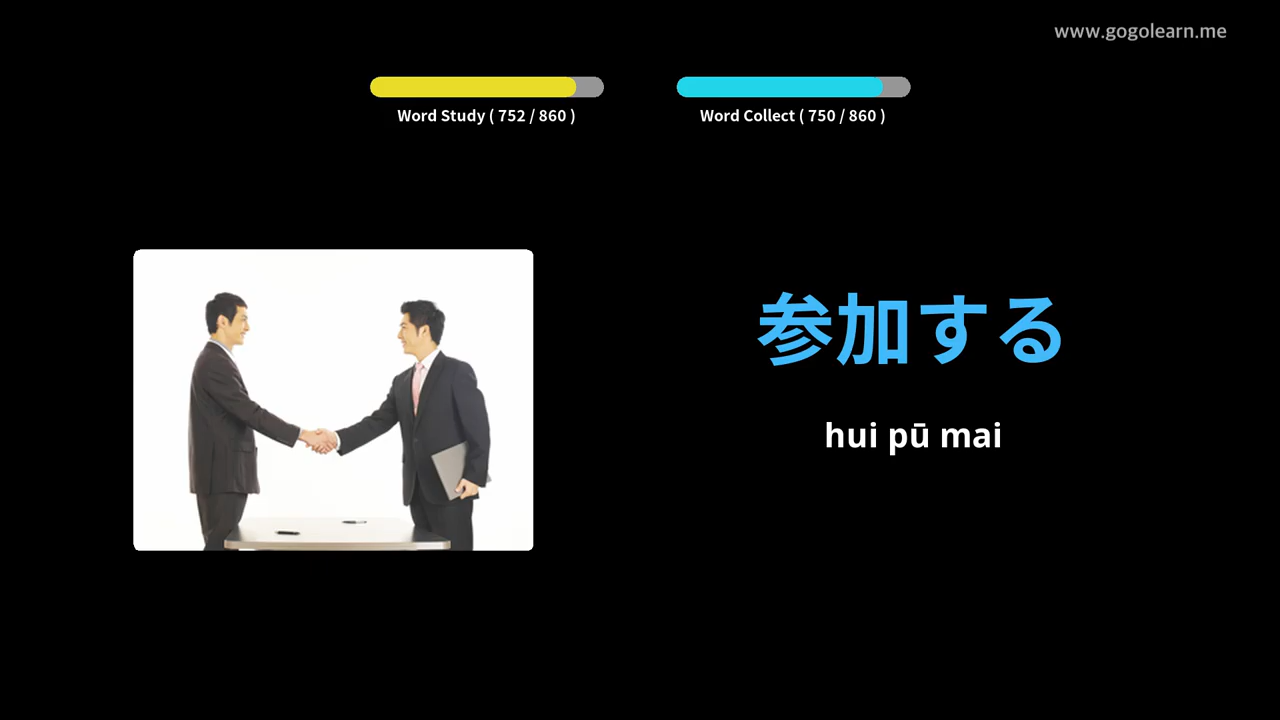 www.gogolearn.me
Word Study ( 752 / 860 )
Word Collect ( 750 / 860 )
参加する
hui pū mai